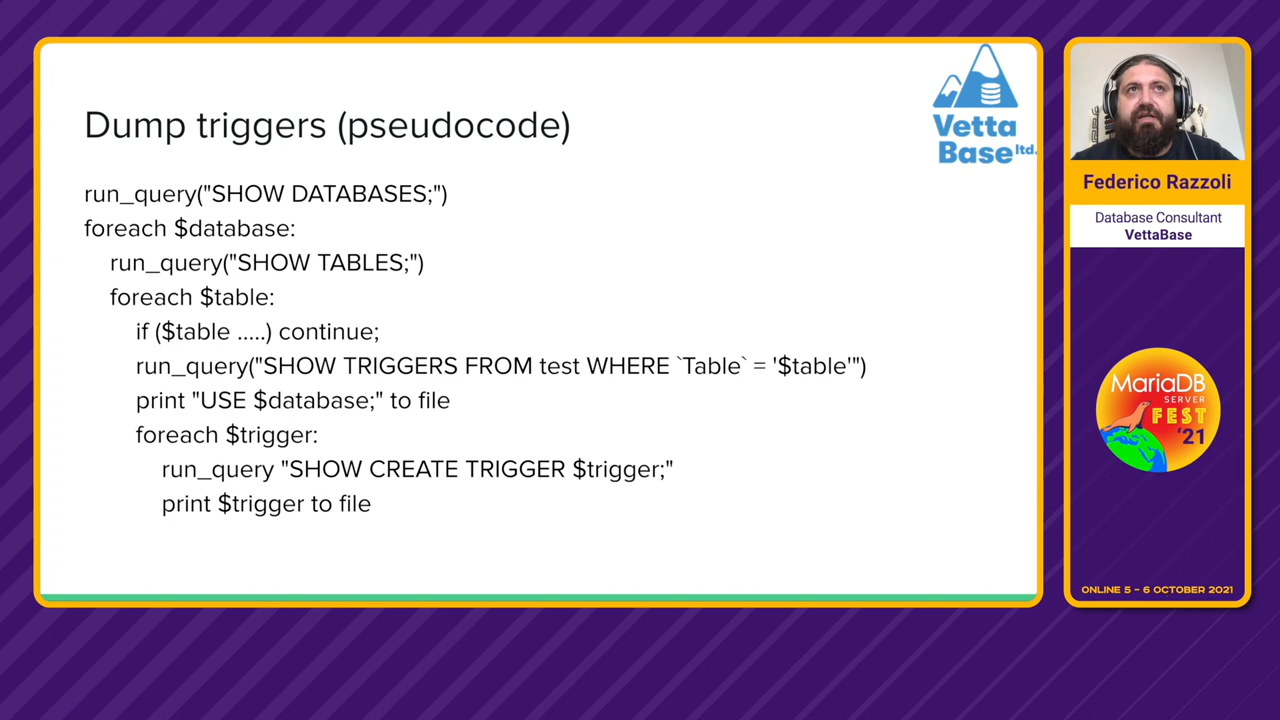 Dump triggers (pseudocode)
run_query("SHOW DATABASES;")
foreach $database:
run_query("SHOW TABLES;")
foreach $table:
if ($table .....) continue;
run_query("SHOW TRIGGERS FROM test WHERE `Table` = '$table'")
print "USE $database;" to file
foreach $trigger:
run_query "SHOW CREATE TRIGGER $trigger;"
print $trigger to file
Vetta
Base ltd.
Federico Razzoli
Database Consultant
VettaBase
MariaDB
SERVER
FEST
'21
ONLINE 5 - 6 OCTOBER 2021